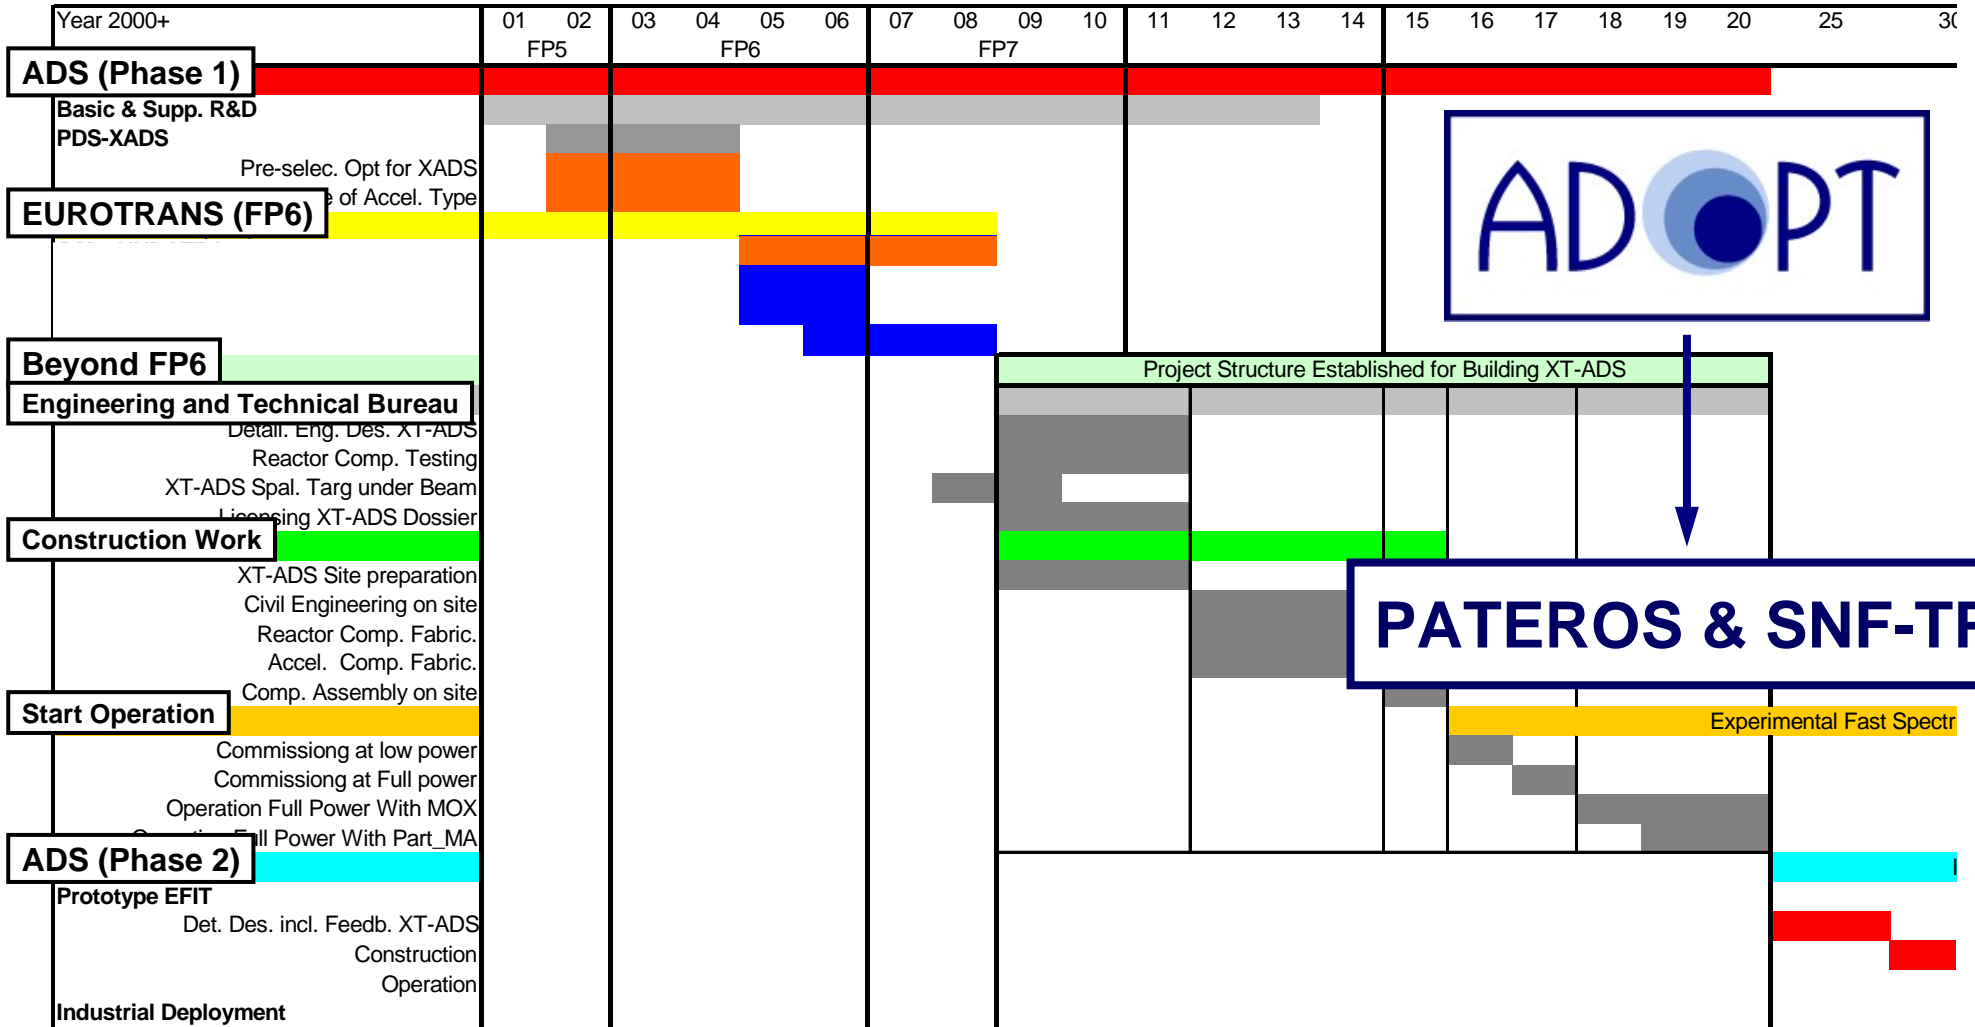 Year 2000+ 01 02 03 04 05 06 07 08 09 10 11 12 13 14 15 16 17 18 19 20 25
FP5 FP6 FP7
ADS (Phase 1)
Basic & Supp. R&D
PDS-XADS
Pre-selec. Opt for XADS
of Accel. Type
EUROTRANS (FP6)
ADOPT
Beyond FP6
Project Structure Established for Building XT-ADS
Engineering and Technical Bureau
Detail. Eng. Des. XT-ADS
Reactor Comp. Testing
XT-ADS Spal. Targ under Beam
Licensing XT-ADS Dossier
Construction Work
XT-ADS Site preparation
Civil Engineering on site
Reactor Comp. Fabric.
Accel. Comp. Fabric.
PATEROS & SNF-TP
Comp. Assembly on site
Start Operation
Experimental Fast Spectr
Commissiong at low power
Commissiong at Full power
Operation Full Power With MOX
Full Power With Part_MA
ADS (Phase 2)
Prototype EFIT
Det. Des. incl. Feedb. XT-ADS
Construction
Operation
Industrial Deployment